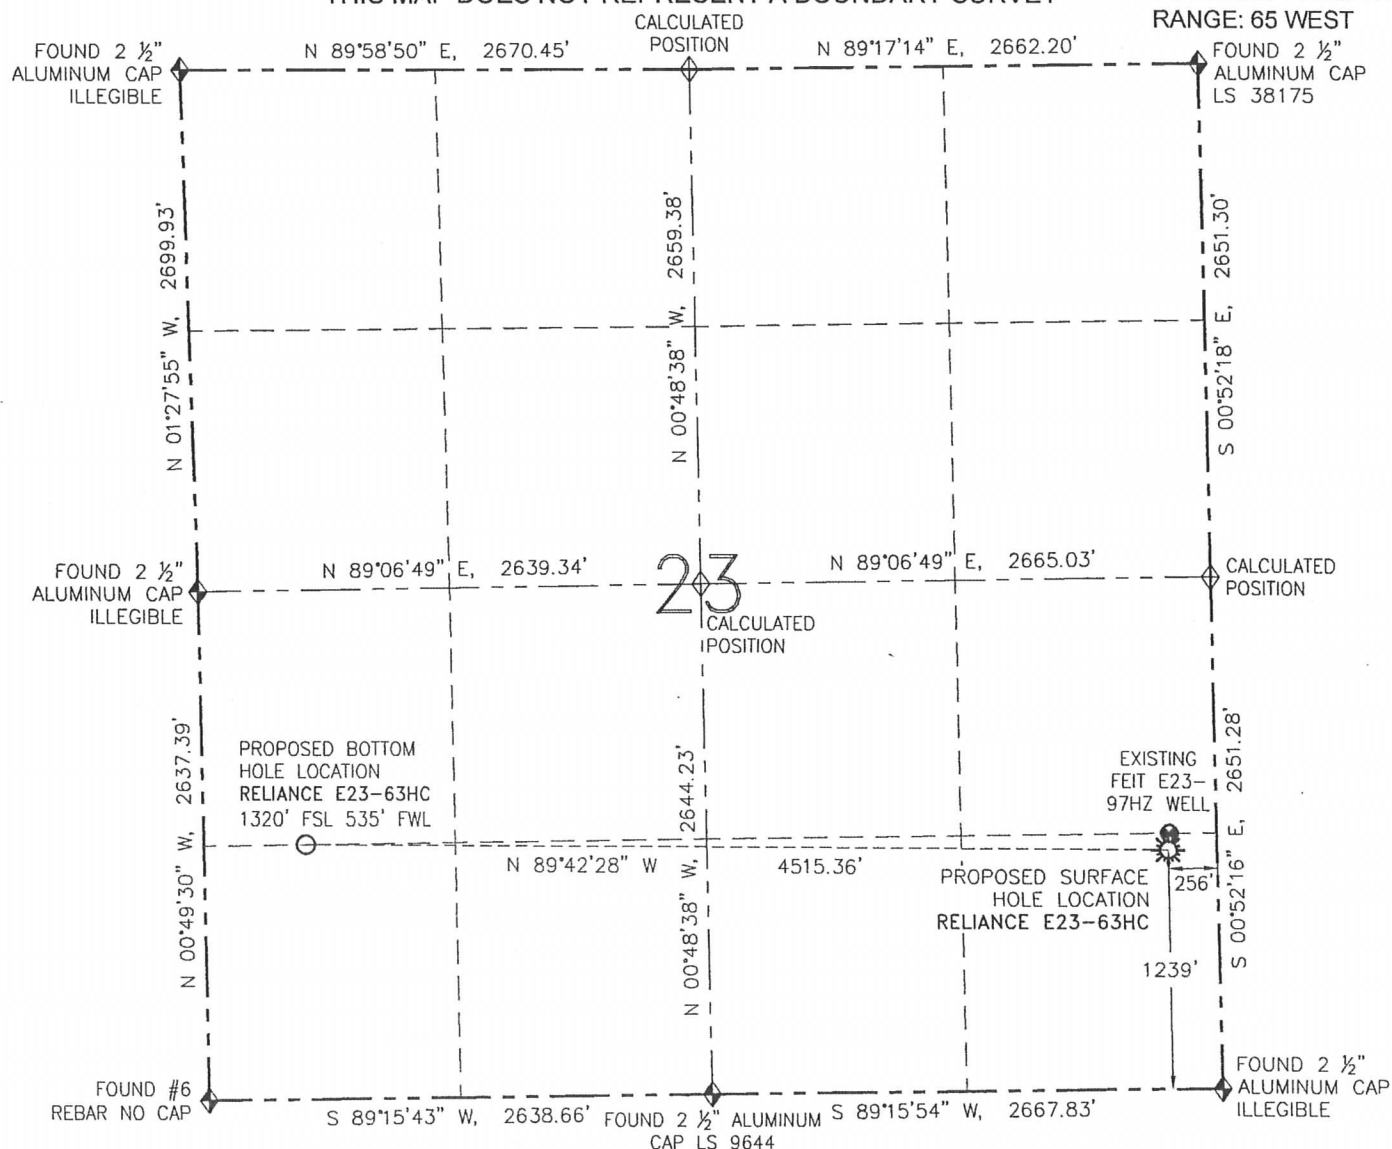 THIS MAP DOES NOT REPRESENT A BOUNDARY SURVEY
RANGE: 65 WEST
CALCULATED
POSITION
FOUND 2 ½"
ALUMINUM CAP
ILLEGIBLE
N 89°58'50" E, 2670.45'
N 89°17'14" E, 2662.20'
FOUND 2 ½"
ALUMINUM CAP
LS 38175
N 01°27'55" W, 2699.93'
N 00°48'38" W, 2659.38'
S 00°52'18" E, 2651.30'
FOUND 2 ½"
ALUMINUM CAP
ILLEGIBLE
N 89°06'49" E, 2639.34'
23
N 89°06'49" E, 2665.03'
CALCULATED
POSITION
CALCULATED
POSITION
N 00°49'30" W, 2637.39'
PROPOSED BOTTOM
HOLE LOCATION
RELIANCE E23-63HC
1320' FSL 535' FWL
N 00°48'38" W, 2644.23'
EXISTING
FEIT E23-
97HZ WELL
S 00°52'16" E, 2651.28'
N 89°42'28" W 4515.36'
256'
PROPOSED SURFACE
HOLE LOCATION
RELIANCE E23-63HC
1239'
FOUND #6
REBAR NO CAP
S 89°15'43" W, 2638.66'
FOUND 2 ½" ALUMINUM
CAP LS 9644
S 89°15'54" W, 2667.83'
FOUND 2 ½"
ALUMINUM CAP
ILLEGIBLE